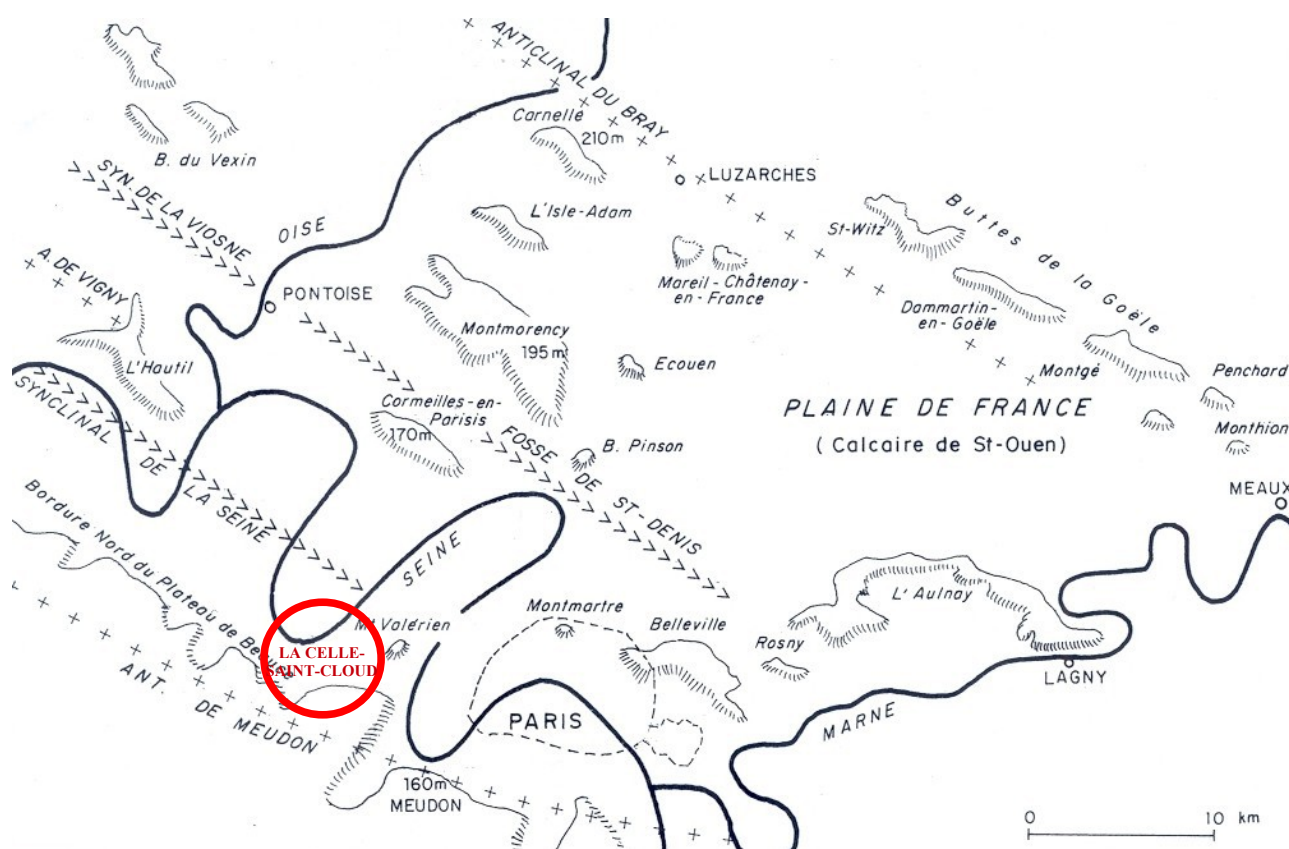 ANTICLINAL DU BRAY
Carnelle
210m
B. du Vexin
LUZARCHES
SYN. DE LA VIOSNE
L'Isle-Adam
OISE
St-Witz
Buttes de la Goële
A. DE VIGNY
Mareil-Châtenay-
en-France
PONTOISE
Dammartin-
en-Goële
Montmorency
195m
L'Hautil
Ecouen
Montgé
Penchard
Cormeilles-en-
Parisis
170m
PLAINE DE FRANCE
(Calcaire de St-Ouen)
Monthion
SYNCLINAL DE LA SEINE
FOSSE DE ST-DENIS
B. Pinson
MEAUX
Bordure Nord du Plateau de
SEINE
Mt Valérien
Montmartre
Belleville
L'Aulnay
Rosny
LA CELLE-
SAINT-CLOUD
LAGNY
ANT. DE MEUDON
PARIS
MARNE
160m
MEUDON
0 10 km